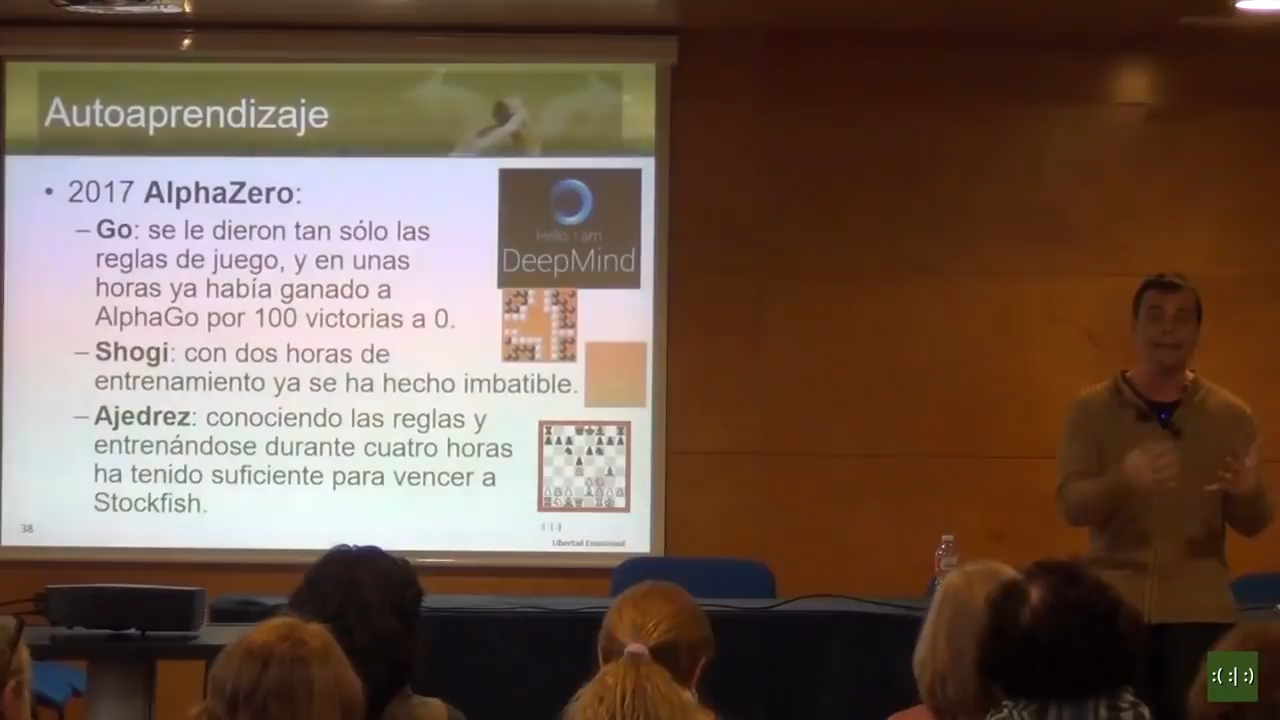 Autoaprendizaje
• 2017 AlphaZero:
– Go: se le dieron tan sólo las
reglas de juego, y en unas
horas ya había ganado a
AlphaGo por 100 victorias a 0.
– Shogi: con dos horas de
entrenamiento ya se ha hecho imbatible.
– Ajedrez: conociendo las reglas y
entrenándose durante cuatro horas
ha tenido suficiente para vencer a
Stockfish.
Hello, I am
DeepMind
38
Libertad Emocional
:( :| :)